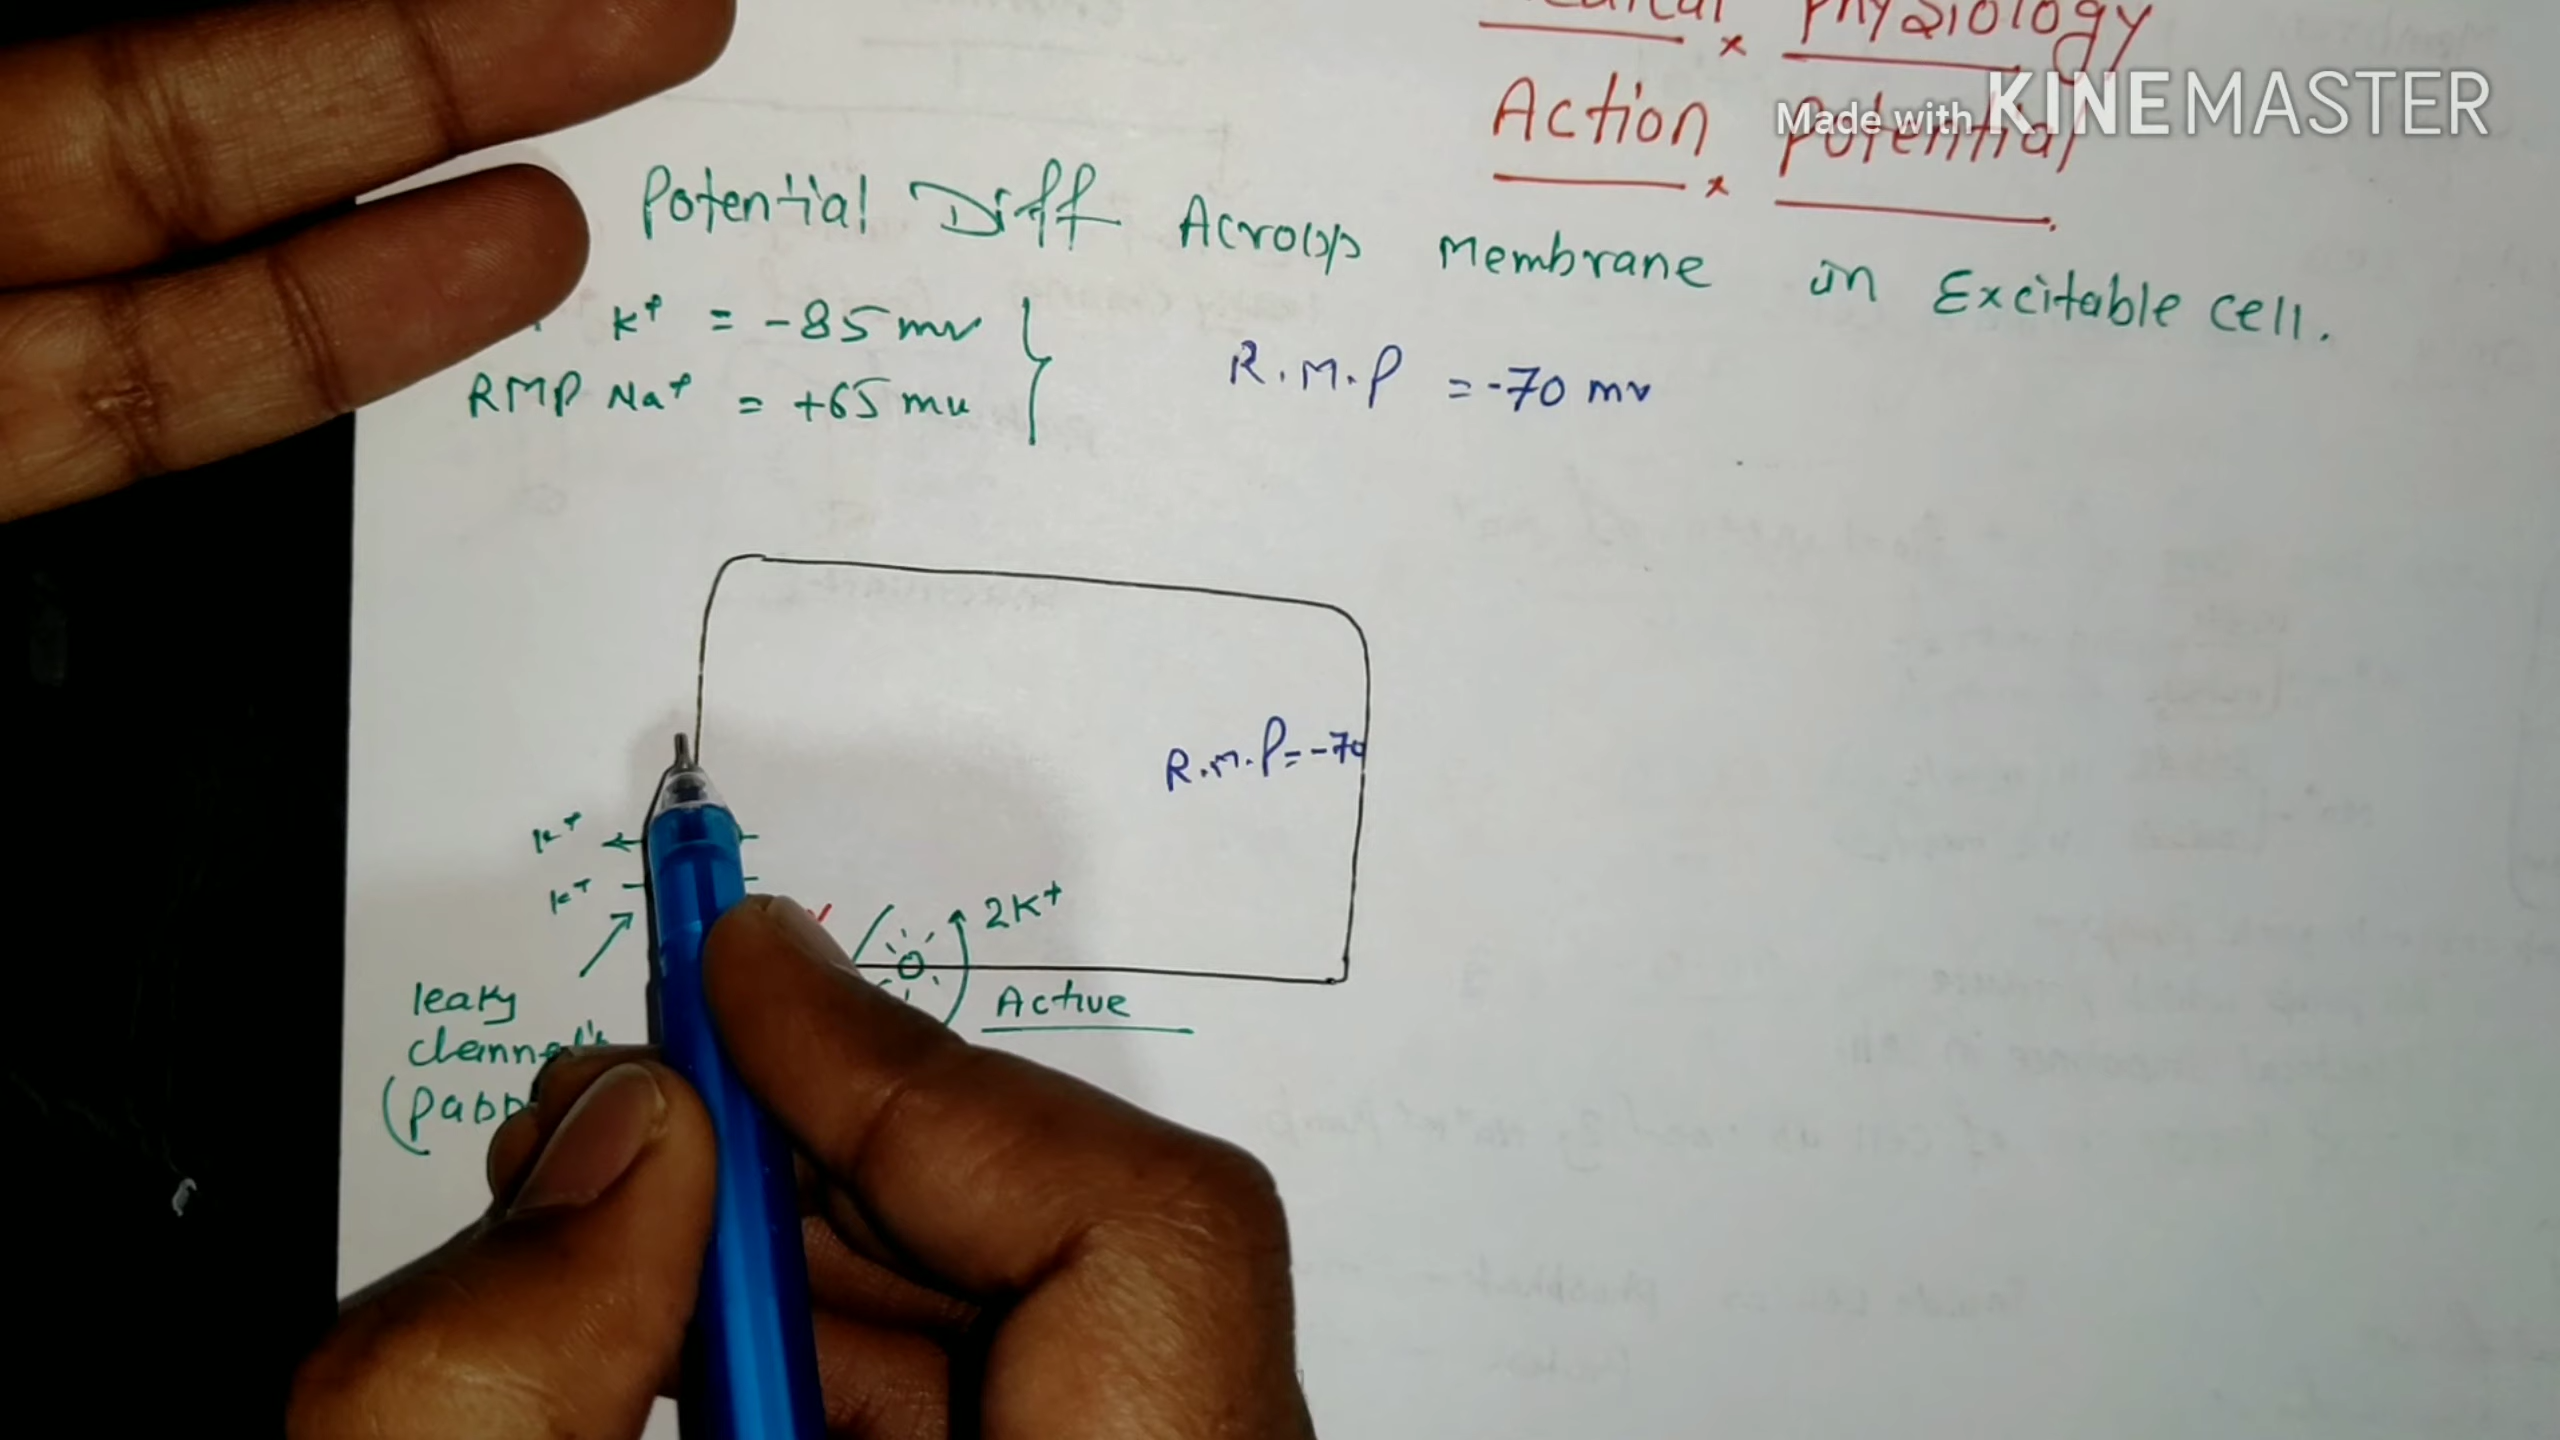 Physiology
Action Potential
Made with KINEMASTER
Potential Diff Across Membrane in Excitable cell.
K+ = -85 mv
RMP Na+ = +65 mv
R.M.P = -70 mv
R.M.P = -70
K+
K+
2K+
leaky
Active